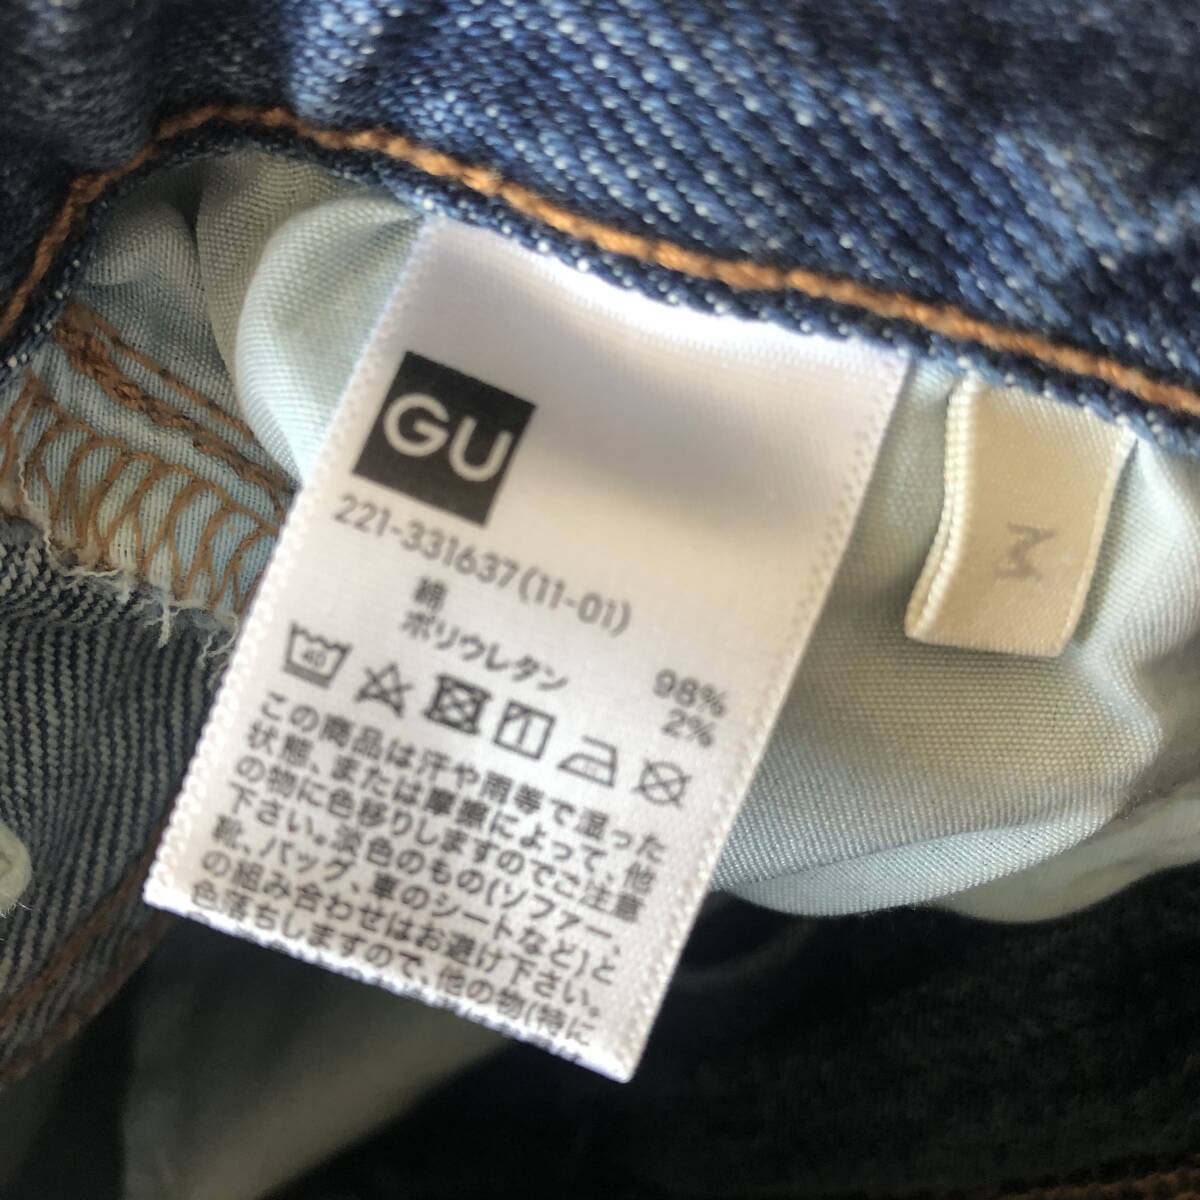 GU
221-331637(11-01)
綿 98%
ポリウレタン 2%
40
この商品は汗や雨等で湿った
状態、または摩擦によって、他
の物に色移りしますのでご注意
下さい。淡色のもの(ソファー、
靴、バッグ、車のシートなど)と
の組み合わせはお避け下さい。
色落ちしますので、他の物(特に
M